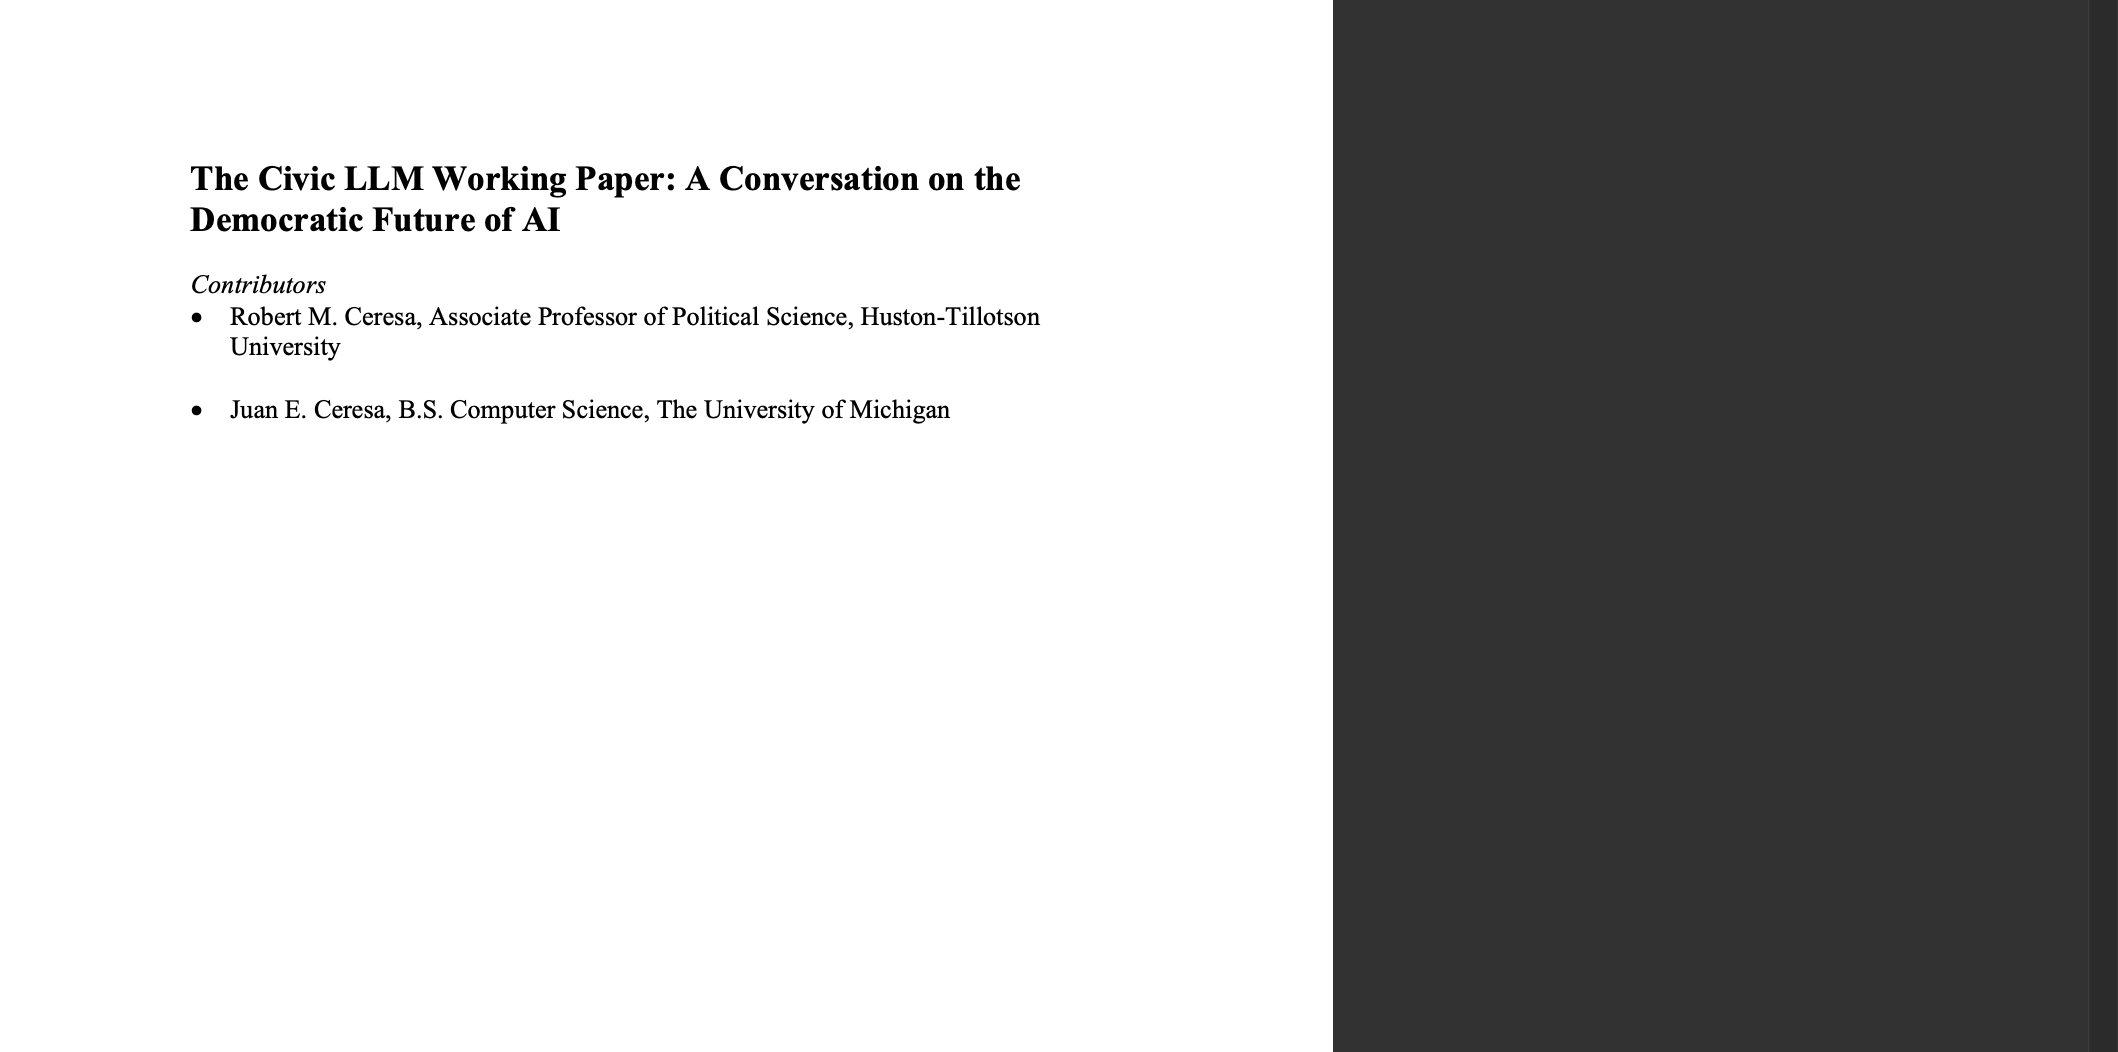 The Civic LLM Working Paper: A Conversation on the
Democratic Future of AI
Contributors
• Robert M. Ceresa, Associate Professor of Political Science, Huston-Tillotson
University
• Juan E. Ceresa, B.S. Computer Science, The University of Michigan